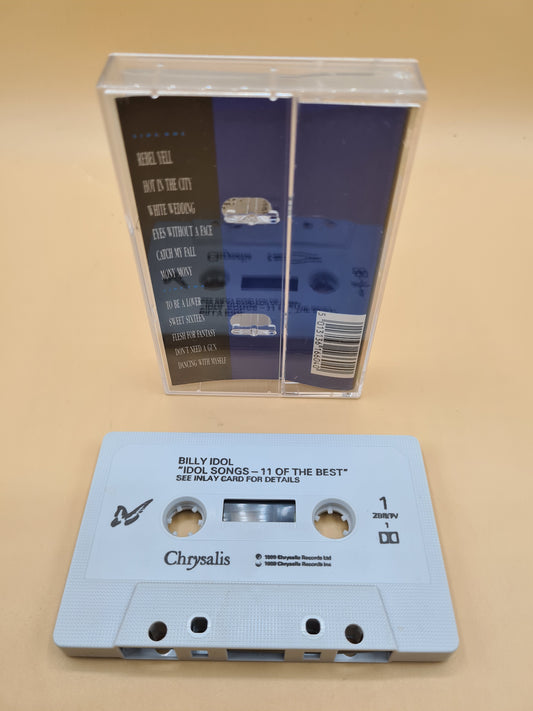 SIDE ONE
REBEL YELL
HOT IN THE CITY
WHITE WEDDING
EYES WITHOUT A FACE
CATCH MY FALL
MONY MONY
TO BE A LOVER
SWEET SIXTEEN
FLESH FOR FANTASY
DON'T NEED A GUN
DANCING WITH MYSELF
BILLY IDOL
"IDOL SONGS – 11 OF THE BEST"
SEE INLAY CARD FOR DETAILS
1
1
Chrysalis
Chrysalis Records Ltd
Chrysalis Records Inc